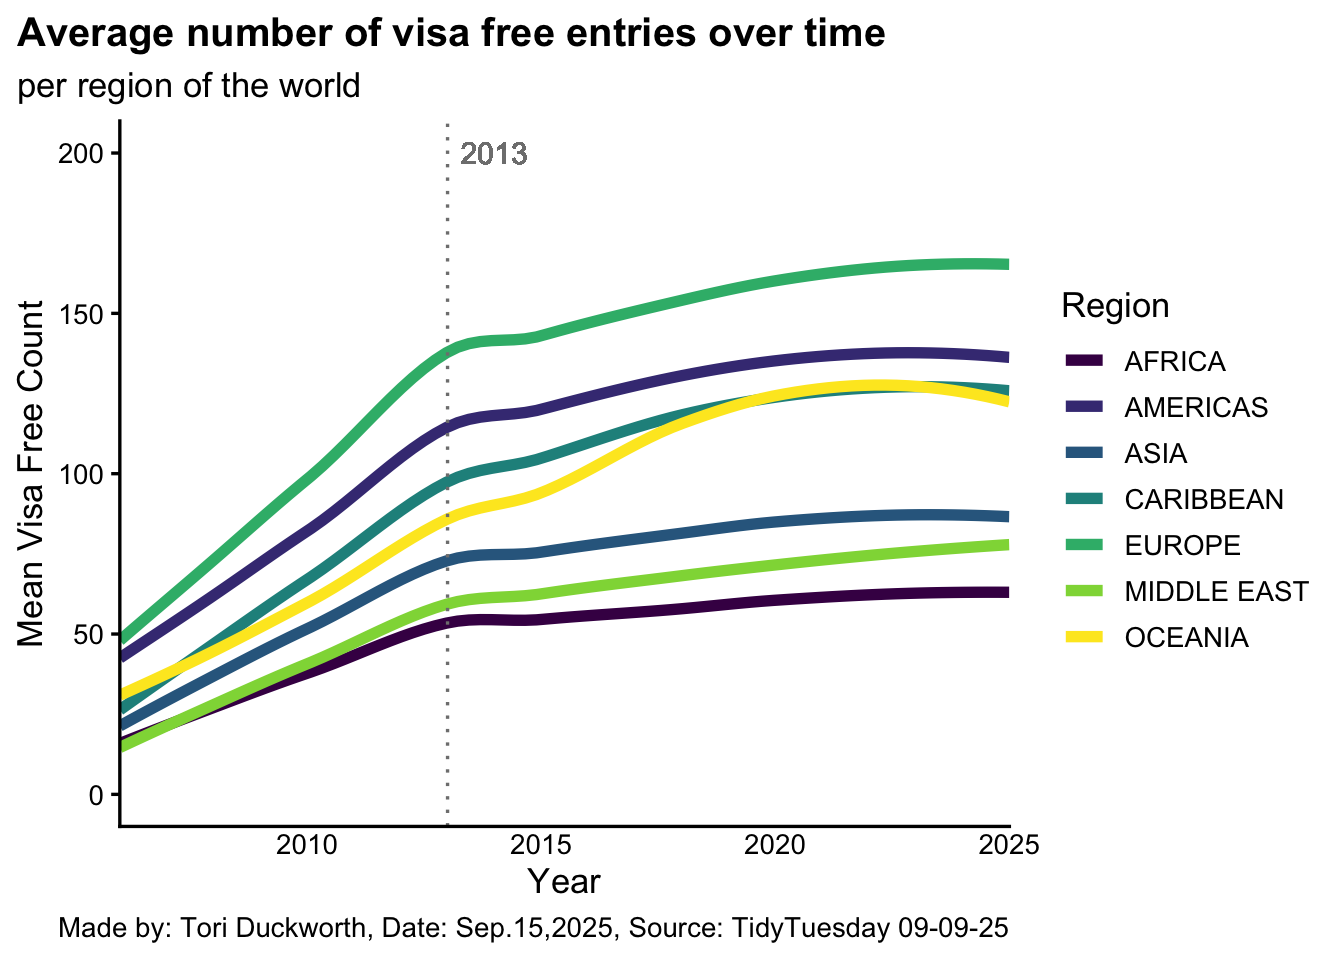 Average number of visa free entries over time
per region of the world
200
2013
150
100
50
0
Mean Visa Free Count
2010 2015 2020 2025
Year
Region
AFRICA
AMERICAS
ASIA
CARIBBEAN
EUROPE
MIDDLE EAST
OCEANIA
Made by: Tori Duckworth, Date: Sep.15,2025, Source: TidyTuesday 09-09-25